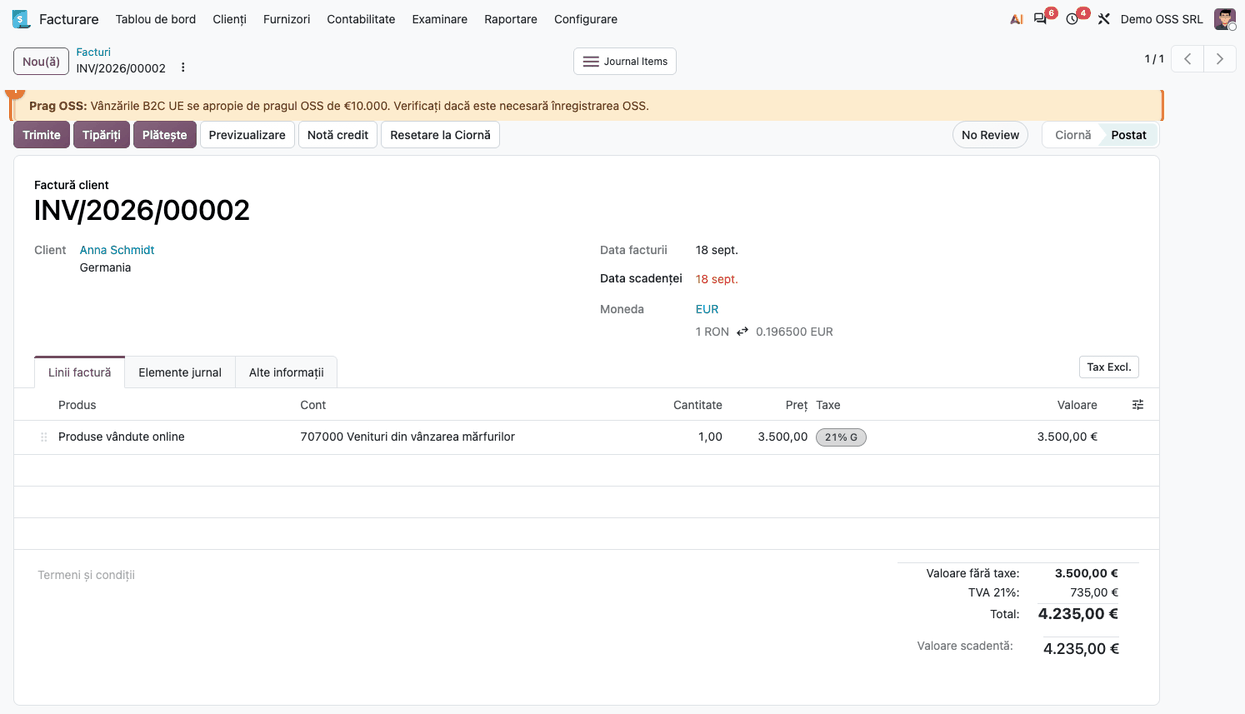 Facturare Tablou de bord Clienți Furnizori Contabilitate Examinare Raportare Configurare AI 6 4 Demo OSS SRL
Nou(ă) Facturi Journal Items 1 / 1
INV/2026/00002
Prag OSS: Vânzările B2C UE se apropie de pragul OSS de €10.000. Verificați dacă este necesară înregistrarea OSS.
Trimite Tipăriți Plătește Previzualizare Notă credit Resetare la Ciornă No Review Ciornă Postat
Factură client
INV/2026/00002
Client Anna Schmidt Data facturii 18 sept.
Germania
Data scadenței 18 sept.
Moneda EUR
1 RON 0.196500 EUR
Linii factură Elemente jurnal Alte informații Tax Excl.
Produs Cont Cantitate Preț Taxe Valoare
Produse vândute online 707000 Venituri din vânzarea mărfurilor 1,00 3.500,00 21% G 3.500,00 €
Termeni și condiții Valoare fără taxe: 3.500,00 €
TVA 21%: 735,00 €
Total: 4.235,00 €
Valoare scadentă: 4.235,00 €